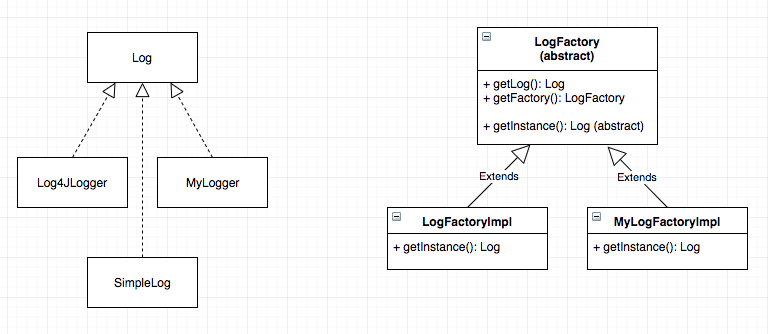 Log
Log4JLogger
MyLogger
SimpleLog
LogFactory
(abstract)
+ getLog(): Log
+ getFactory(): LogFactory
+ getInstance(): Log (abstract)
Extends
Extends
LogFactoryImpl
+ getInstance(): Log
MyLogFactoryImpl
+ getInstance(): Log